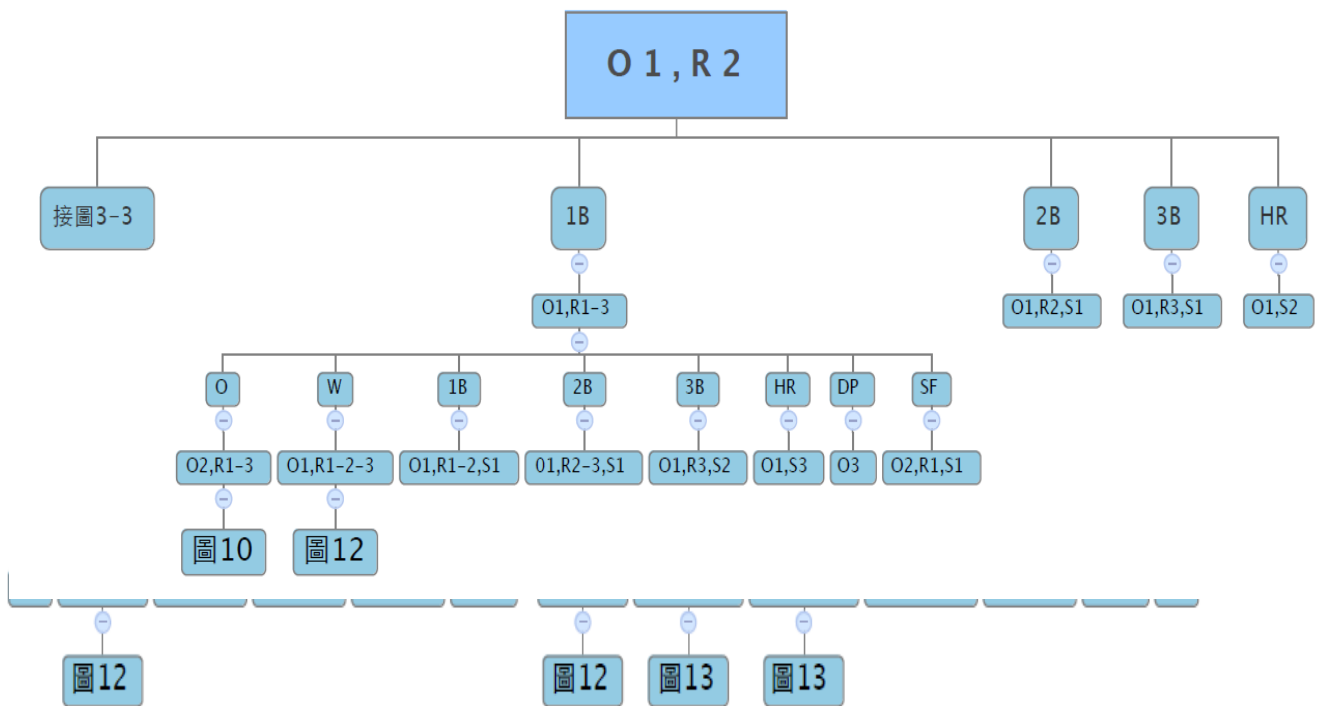 O 1 , R 2
接圖3-3
1B
2B
3B
HR
O1,R1-3
O1,R2,S1
O1,R3,S1
O1,S2
O
W
1B
2B
3B
HR
DP
SF
O2,R1-3
O1,R1-2-3
O1,R1-2,S1
01,R2-3,S1
O1,R3,S2
O1,S3
O3
O2,R1,S1
圖10
圖12
圖12
圖12
圖13
圖13